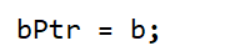 bPtr = b;